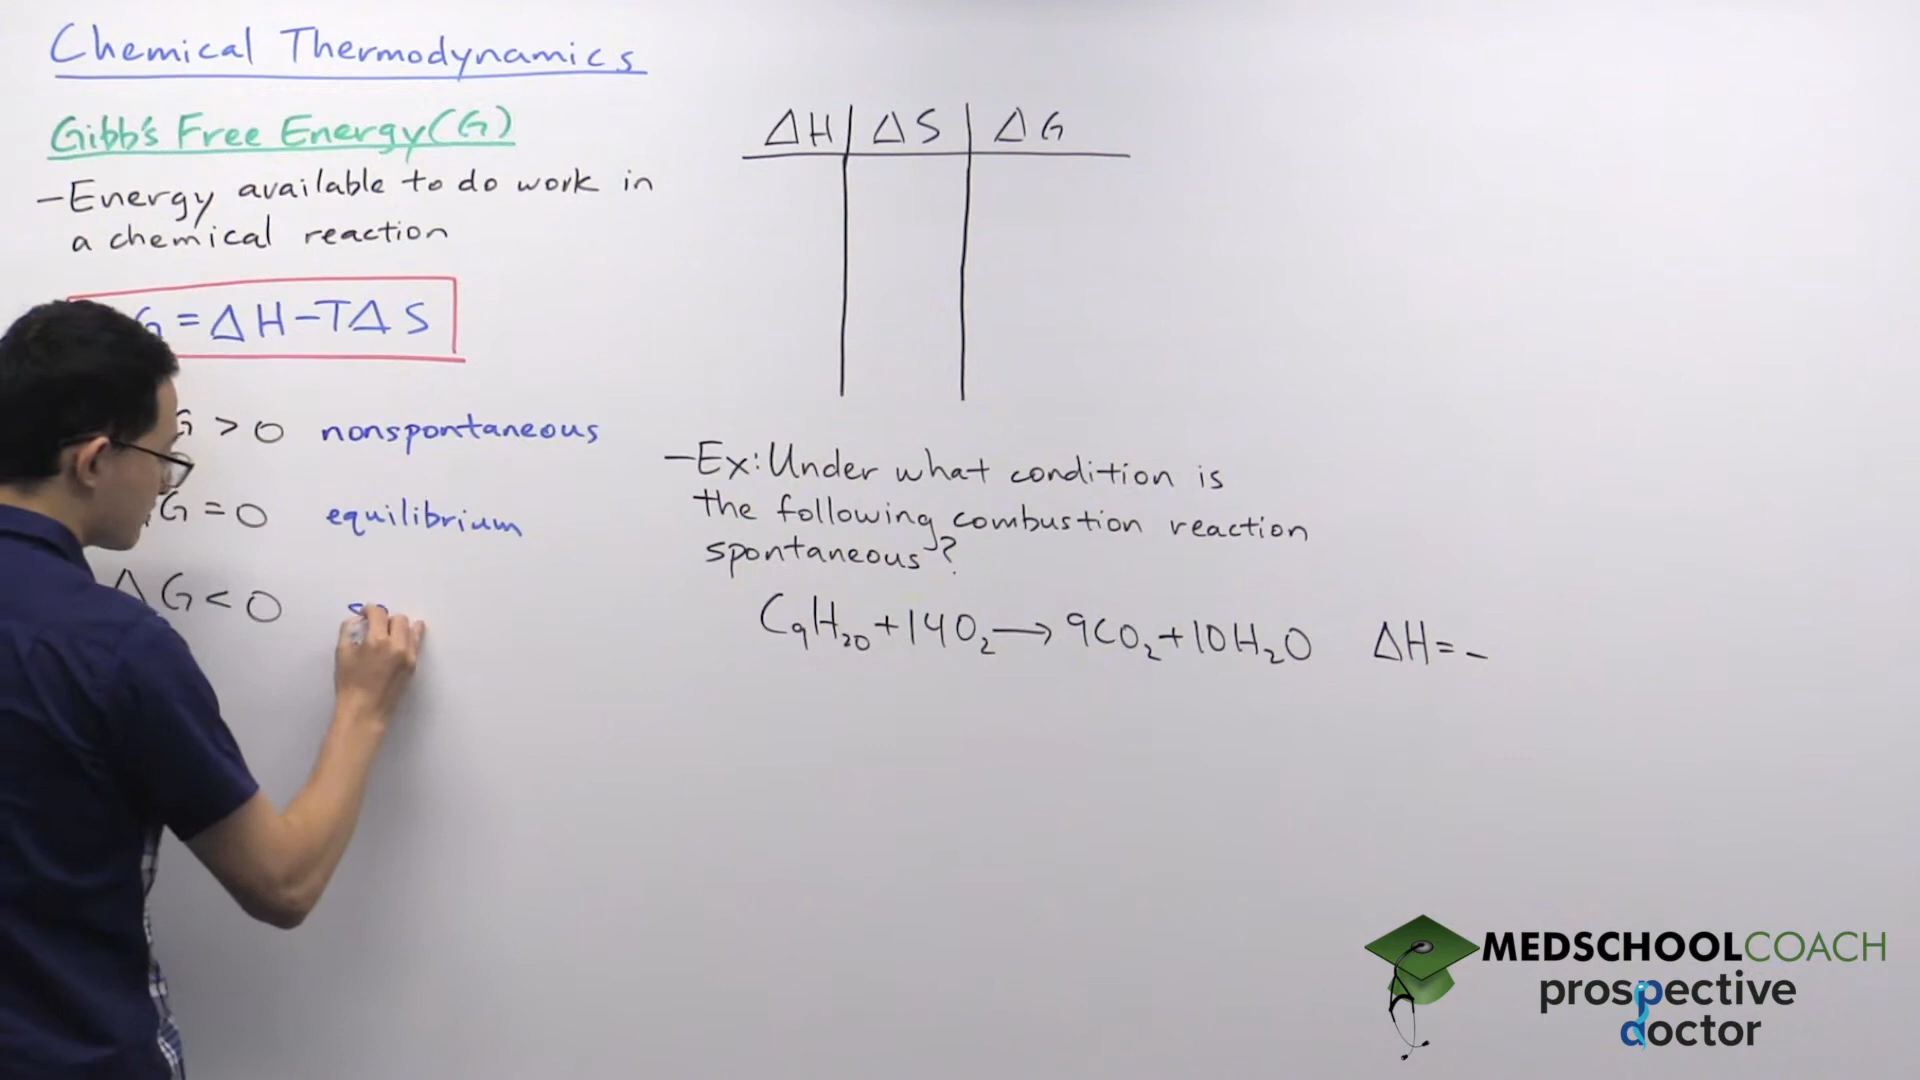 Chemical Thermodynamics
Gibb's Free Energy (G)
-Energy available to do work in
a chemical reaction
G = ΔH-TΔS
G > 0 nonspontaneous
G = 0 equilibrium
ΔG < 0
ΔH ΔS ΔG
-Ex: Under what condition is
the following combustion reaction
spontaneous?
C₉H₂₀ + 14O₂ → 9CO₂ + 10H₂O ΔH = -
MEDSCHOOLCOACH
prospective
doctor